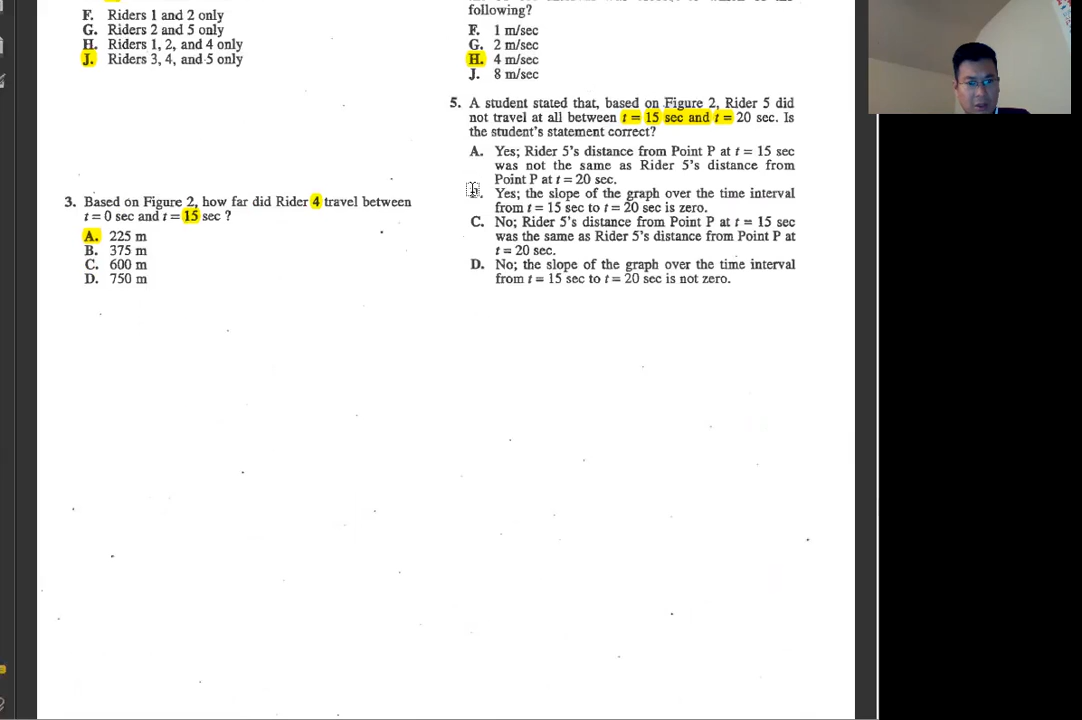 F. Riders 1 and 2 only
G. Riders 2 and 5 only
H. Riders 1, 2, and 4 only
J. Riders 3, 4, and 5 only
3. Based on Figure 2, how far did Rider 4 travel between
t = 0 sec and t = 15 sec ?
A. 225 m
B. 375 m
C. 600 m
D. 750 m
following?
F. 1 m/sec
G. 2 m/sec
H. 4 m/sec
J. 8 m/sec
5. A student stated that, based on Figure 2, Rider 5 did
not travel at all between t = 15 sec and t = 20 sec. Is
the student's statement correct?
A. Yes; Rider 5's distance from Point P at t = 15 sec
was not the same as Rider 5's distance from
Point P at t = 20 sec.
Yes; the slope of the graph over the time interval
from t = 15 sec to t = 20 sec is zero.
C. No; Rider 5's distance from Point P at t = 15 sec
was the same as Rider 5's distance from Point P at
t = 20 sec.
D. No; the slope of the graph over the time interval
from t = 15 sec to t = 20 sec is not zero.